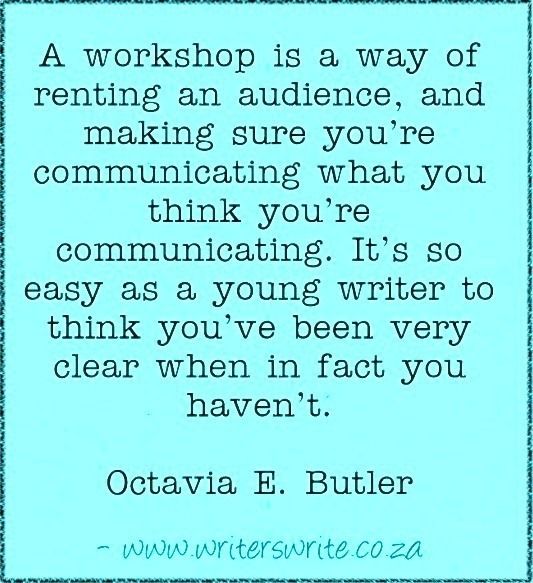 A workshop is a way of
renting an audience, and
making sure you're
communicating what you
think you're
communicating. It's so
easy as a young writer to
think you've been very
clear when in fact you
haven't.
Octavia E. Butler
- www.writerswrite.co.za